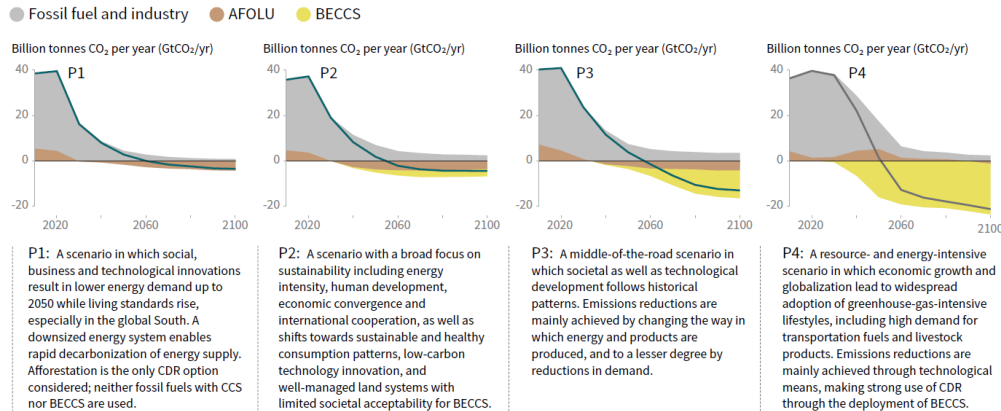 Fossil fuel and industry AFOLU BECCS
Billion tonnes CO₂ per year (GtCO₂/yr)
P1
40
20
0
-20
2020 2060 2100
Billion tonnes CO₂ per year (GtCO₂/yr)
P2
40
20
0
-20
2020 2060 2100
Billion tonnes CO₂ per year (GtCO₂/yr)
P3
40
20
0
-20
2020 2060 2100
Billion tonnes CO₂ per year (GtCO₂/yr)
P4
40
20
0
-20
2020 2060 2100
P1: A scenario in which social,
business and technological innovations
result in lower energy demand up to
2050 while living standards rise,
especially in the global South. A
downsized energy system enables
rapid decarbonization of energy supply.
Afforestation is the only CDR option
considered; neither fossil fuels with CCS
nor BECCS are used.
P2: A scenario with a broad focus on
sustainability including energy
intensity, human development,
economic convergence and
international cooperation, as well as
shifts towards sustainable and healthy
consumption patterns, low-carbon
technology innovation, and
well-managed land systems with
limited societal acceptability for BECCS.
P3: A middle-of-the-road scenario in
which societal as well as technological
development follows historical
patterns. Emissions reductions are
mainly achieved by changing the way in
which energy and products are
produced, and to a lesser degree by
reductions in demand.
P4: A resource- and energy-intensive
scenario in which economic growth and
globalization lead to widespread
adoption of greenhouse-gas-intensive
lifestyles, including high demand for
transportation fuels and livestock
products. Emissions reductions are
mainly achieved through technological
means, making strong use of CDR
through the deployment of BECCS.